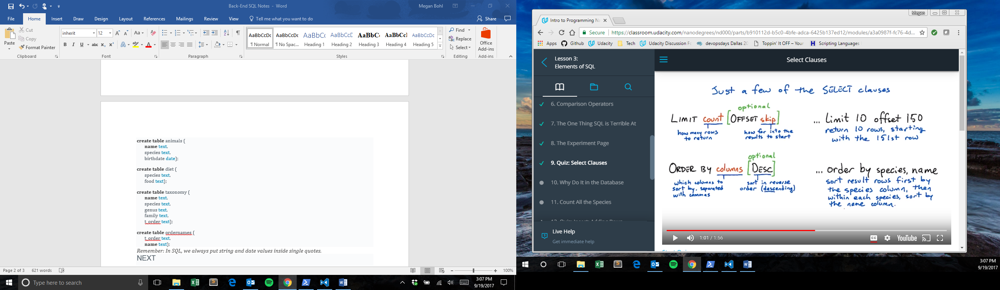 Back-End SQL Notes - Word
Megan Bohl
File Home Insert Draw Design Layout References Mailings Review View Tell me what you want to do
Share
Paste
Cut
Copy
Format Painter
Clipboard
inherit 12
Font
Paragraph
AaBbCcDc AaBbCcDc AaBbCc AaBbCcD AaBbC AaBbCcl AaBbCcDc
¶ Normal ¶ No Spac... Heading 1 Heading 2 Heading 3 Heading 4 Heading 5
Styles
Find
Replace
Select
Editing
Office
Add-ins
Add-ins
create table animals (
name text,
species text,
birthdate date);
create table diet (
species text,
food text);
create table taxonomy (
name text,
species text,
genus text,
family text,
t_order text);
create table ordernames (
t_order text,
name text);
Remember: In SQL, we always put string and date values inside single quotes.
NEXT
Page 2 of 3 621 words
100%
Type here to search
3:07 PM
9/19/2017
Megan
Intro to Programming Na
Secure https://classroom.udacity.com/nanodegrees/nd000/parts/b910112d-b5c0-4bfe-adca-6425b137ed12/modules/a3a0987f-fc76-4d...
Apps Github Udacity Tech Udacity Discussion Fo devopsdays Dallas 20 Toppin' It OFF – Your Scripting Languages
Lesson 3:
Elements of SQL
Select Clauses
6. Comparison Operators
7. The One Thing SQL is Terrible At
8. The Experiment Page
9. Quiz: Select Clauses
10. Why Do It in the Database
11. Count All the Species
12. Quiz: Insert: Adding Rows
Live Help
Get immediate help
Just a few of the SELECT clauses
optional
LIMIT count [OFFSET skip]
how many rows
to return
how far into the
results to start
... limit 10 offset 150
return 10 rows, starting
with the 151st row
optional
ORDER BY columns [DESC]
which columns to
sort by, separated
with commas
sort in reverse
order (descending)
... order by species, name
sort result rows first by
the species column, then
within each species, sort by
the name column.
1:01 / 1:56
CC
YouTube
3:07 PM
9/19/2017